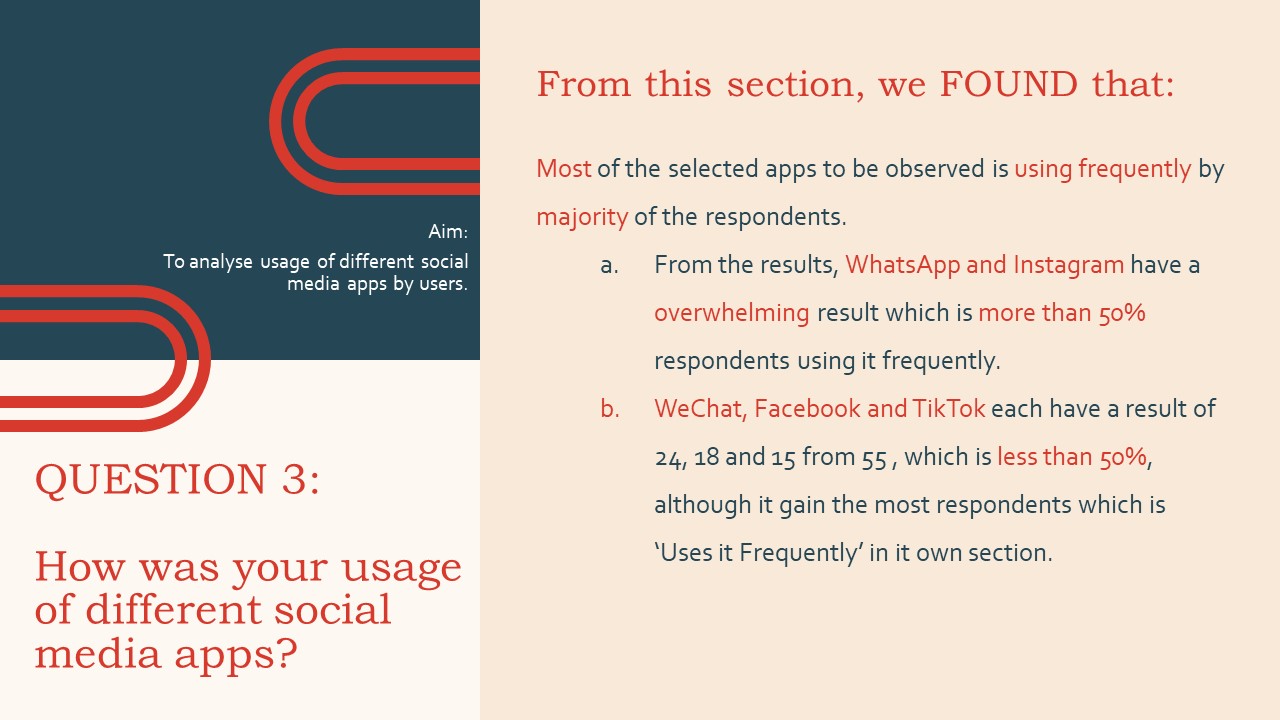 Aim:
To analyse usage of different social
media apps by users.
QUESTION 3:
How was your usage
of different social
media apps?
From this section, we FOUND that:
Most of the selected apps to be observed is using frequently by
majority of the respondents.
a. From the results, WhatsApp and Instagram have a
overwhelming result which is more than 50%
respondents using it frequently.
b. WeChat, Facebook and TikTok each have a result of
24, 18 and 15 from 55 , which is less than 50%,
although it gain the most respondents which is
‘Uses it Frequently’ in it own section.